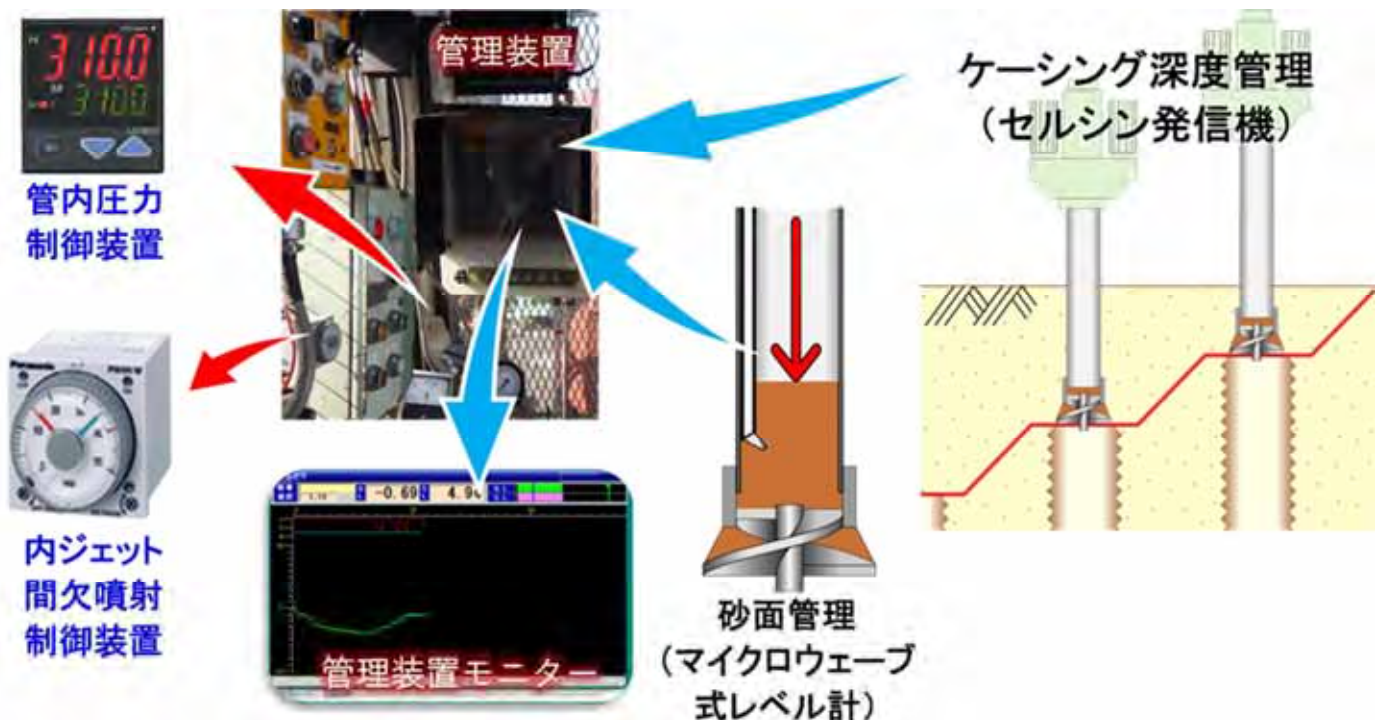 310.0
310.0
管内圧力
制御装置
管理装置
ケーシング深度管理
（セルシン発信機）
Panasonic
内ジェット
間欠噴射
制御装置
-0.69
4.9
管理装置モニター
砂面管理
（マイクロウェーブ
式レベル計）